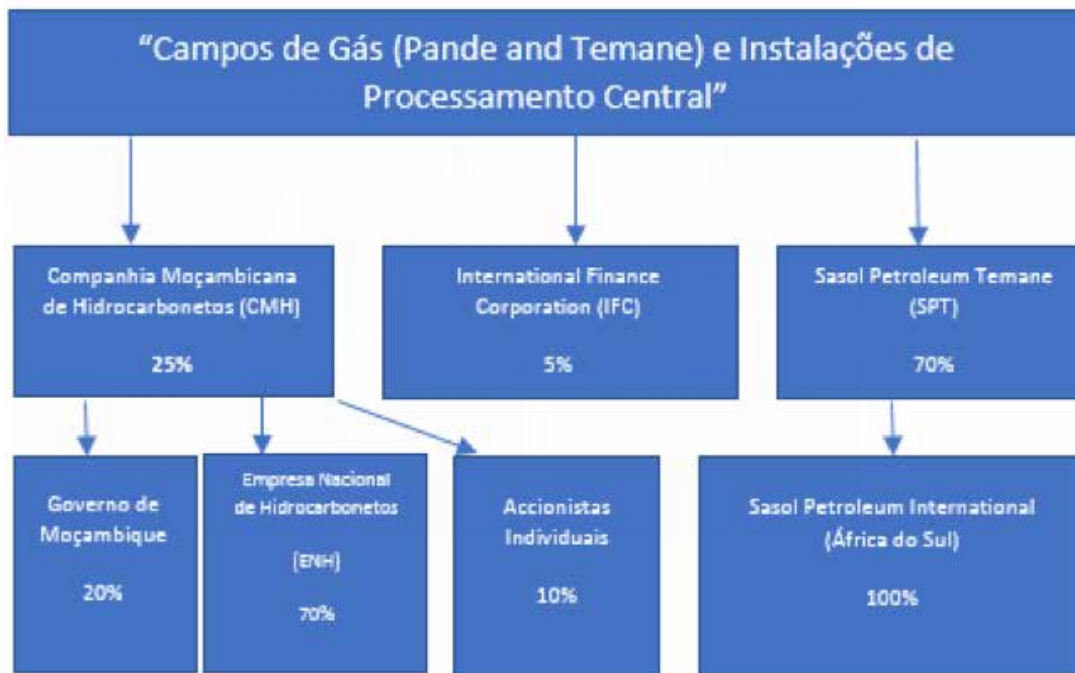 “Campos de Gás (Pande and Temane) e Instalações de
Processamento Central”
Companhia Moçambicana
de Hidrocarbonetos (CMH)
25%
International Finance
Corporation (IFC)
5%
Sasol Petroleum Temane
(SPT)
70%
Governo de
Moçambique
20%
Empresa Nacional
de Hidrocarbonetos
(ENH)
70%
Accionistas
Individuais
10%
Sasol Petroleum International
(África do Sul)
100%